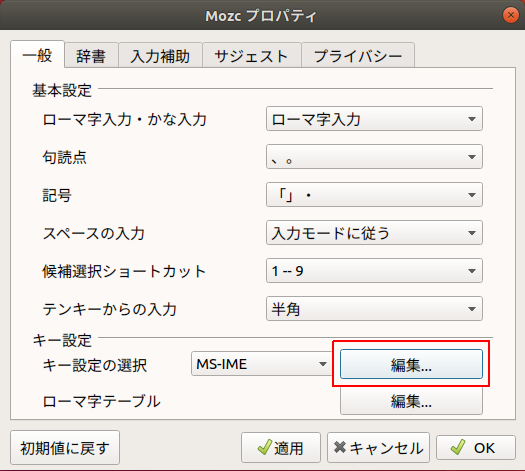 Mozc プロパティ
一般 辞書 入力補助 サジェスト プライバシー
基本設定
ローマ字入力・かな入力 ローマ字入力
句読点 、。
記号 「」・
スペースの入力 入力モードに従う
候補選択ショートカット 1 -- 9
テンキーからの入力 半角
キー設定
キー設定の選択 MS-IME 編集...
ローマ字テーブル 編集...
初期値に戻す 適用 キャンセル OK